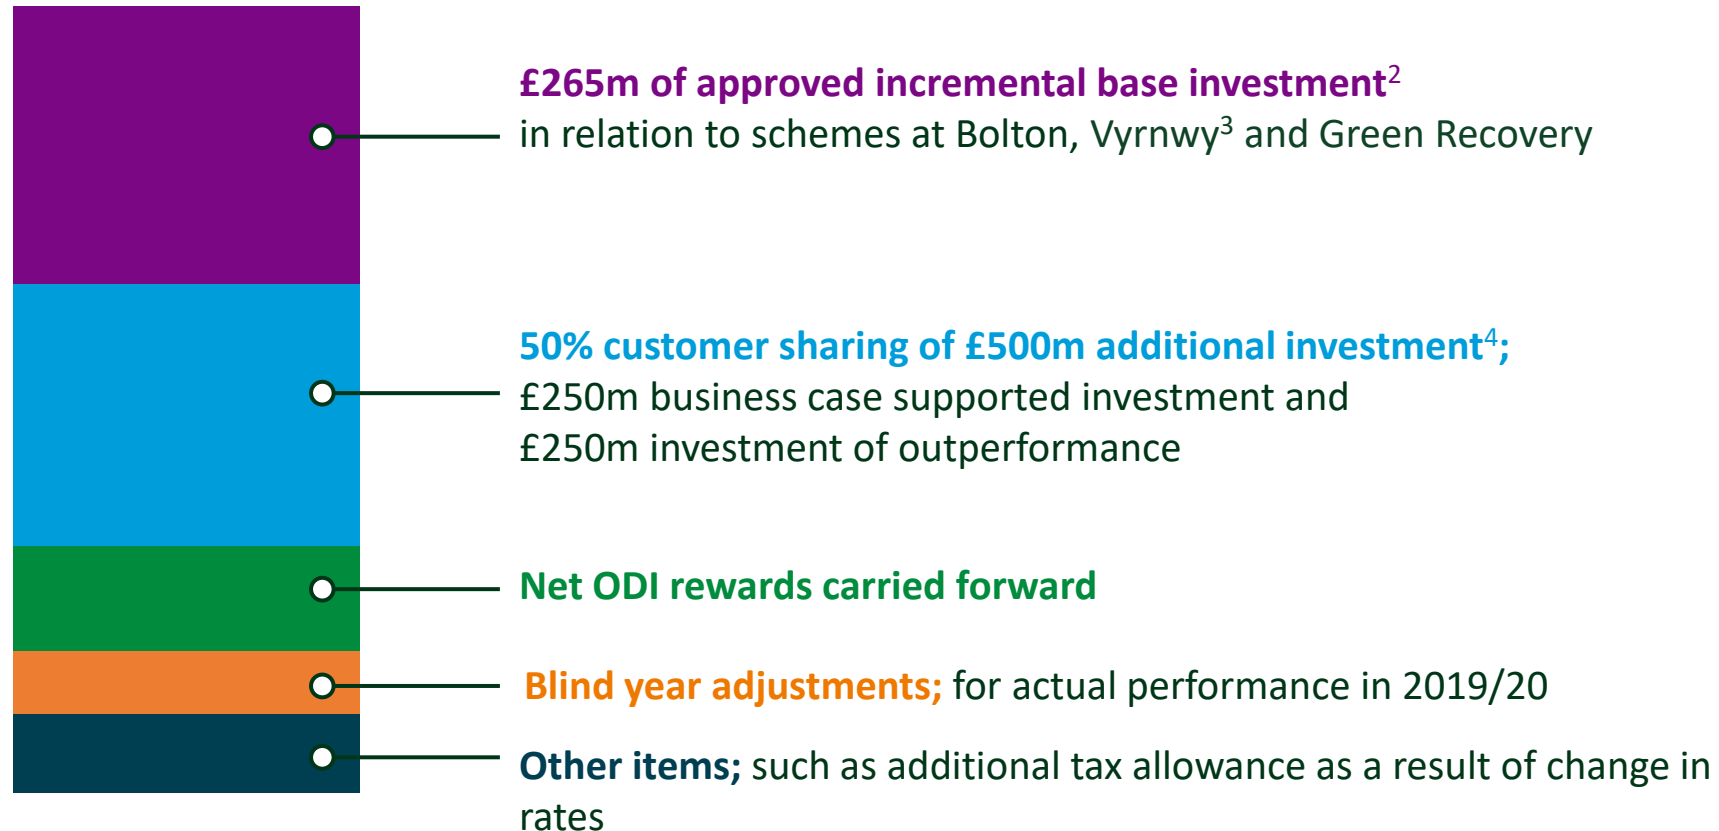 £265m of approved incremental base investment²
in relation to schemes at Bolton, Vyrnwy³ and Green Recovery
50% customer sharing of £500m additional investment⁴;
£250m business case supported investment and
£250m investment of outperformance
Net ODI rewards carried forward
Blind year adjustments; for actual performance in 2019/20
Other items; such as additional tax allowance as a result of change in
rates